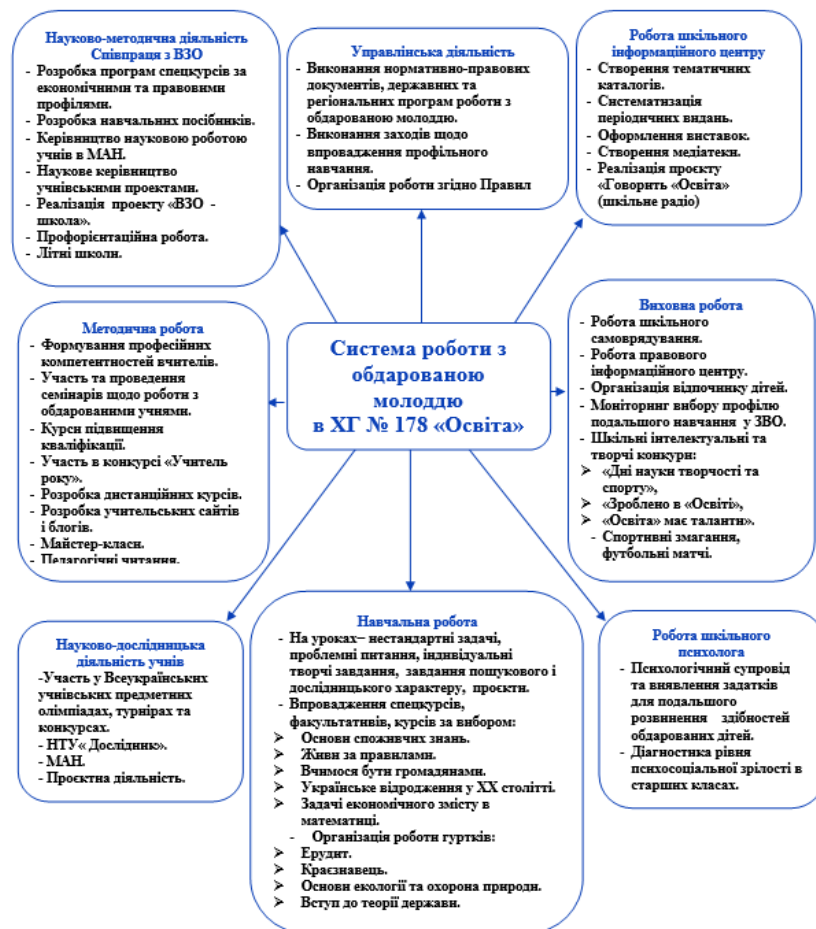 Науково-методична діяльність
Співпраця з ВЗО
- Розробка програм спецкурсів за
економічними та правовими
профілями.
- Розробка навчальних посібників.
- Керівництво науковою роботою
учнів в МАН.
- Наукове керівництво
учнівськими проектами.
- Реалізація проекту «ВЗО -
школа».
- Профорієнтаційна робота.
- Літні школи.
Управлінська діяльність
- Виконання нормативно-правових
документів, державних та
регіональних програм роботи з
обдарованою молоддю.
- Виконання заходів щодо
впровадження профільного
навчання.
- Організація роботи згідно Правил
Робота шкільного
інформаційного центру
- Створення тематичних
каталогів.
- Систематизація
періодичних видань.
- Оформлення виставок.
- Створення медіатеки.
- Реалізація проєкту
«Говорить «Освіта»
(шкільне радіо)
Методична робота
- Формування професійних
компетентностей вчителів.
- Участь та проведення
семінарів щодо роботи з
обдарованими учнями.
- Курси підвищення
кваліфікації.
- Участь в конкурсі «Учитель
року».
- Розробка дистанційних курсів.
- Розробка учительських сайтів
і блогів.
- Майстер-класи.
- Педагогічні читання.
Система роботи з
обдарованою
молоддю
в ХГ № 178 «Освіта»
Виховна робота
- Робота шкільного
самоврядування.
- Робота правового
інформаційного центру.
- Організація відпочинку дітей.
- Моніторинг вибору профілю
подальшого навчання у ЗВО.
- Шкільні інтелектуальні та
творчі конкурси:
➢ «Дні науки творчості та
спорту»,
➢ «Зроблено в «Освіті»,
➢ «Освіта» має таланти».
- Спортивні змагання,
футбольні матчі.
Науково-дослідницька
діяльність учнів
-Участь у Всеукраїнських
учнівських предметних
олімпіадах, турнірах та
конкурсах.
- НТУ« Дослідник».
- МАН.
- Проєктна діяльність.
Навчальна робота
- На уроках– нестандартні задачі,
проблемні питання, індивідуальні
творчі завдання, завдання пошукового і
дослідницького характеру, проєкти.
- Впровадження спецкурсів,
факультативів, курсів за вибором:
➢ Основи споживчих знань.
➢ Живи за правилами.
➢ Вчимося бути громадянами.
➢ Українське відродження у ХХ столітті.
➢ Задачі економічного змісту в
математиці.
- Організація роботи гуртків:
➢ Ерудит.
➢ Краєзнавець.
➢ Основи екології та охорона природи.
➢ Вступ до теорії держави.
Робота шкільного
психолога
- Психологічний супровід
та виявлення задатків
для подальшого
розвинення здібностей
обдарованих дітей.
- Діагностика рівня
психосоціальної зрілості в
старших класах.